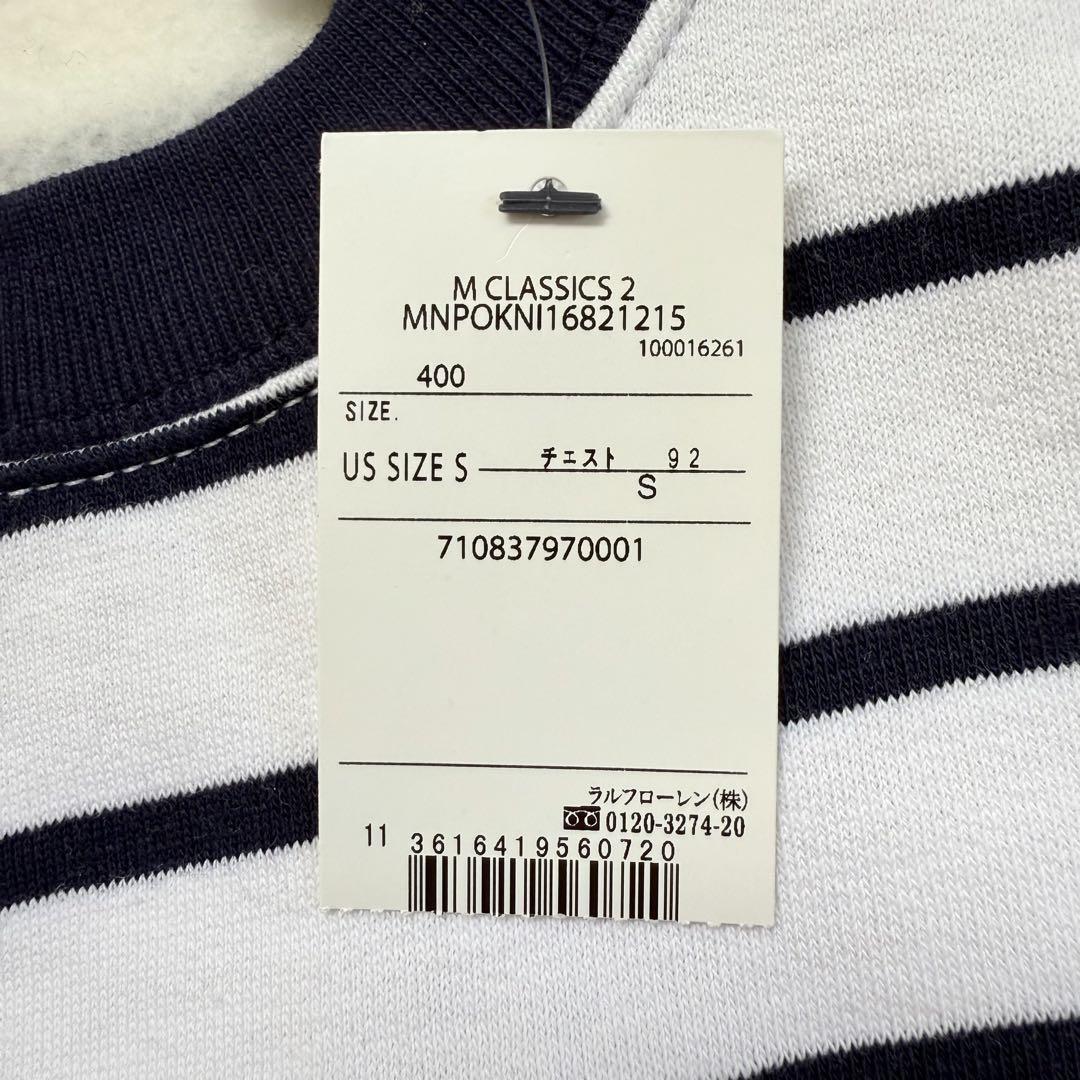 M CLASSICS 2
MNPOKNI16821215
100016261
400
SIZE.
US SIZE S チェスト 92
S
710837970001
ラルフローレン(株)
0120-3274-20
11 3616419560720